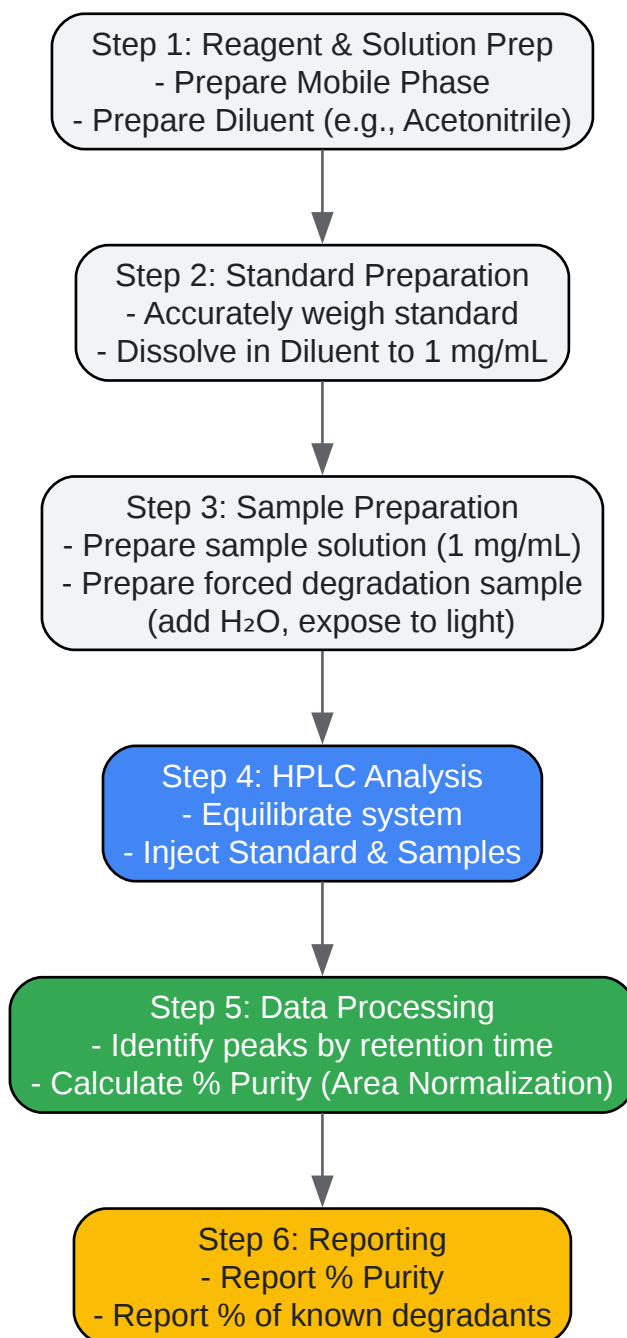 Step 1: Reagent & Solution Prep
- Prepare Mobile Phase
- Prepare Diluent (e.g., Acetonitrile)
Step 2: Standard Preparation
- Accurately weigh standard
- Dissolve in Diluent to 1 mg/mL
Step 3: Sample Preparation
- Prepare sample solution (1 mg/mL)
- Prepare forced degradation sample
(add H₂O, expose to light)
Step 4: HPLC Analysis
- Equilibrate system
- Inject Standard & Samples
Step 5: Data Processing
- Identify peaks by retention time
- Calculate % Purity (Area Normalization)
Step 6: Reporting
- Report % Purity
- Report % of known degradants